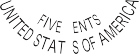 FIVE ENTS
UNITED STAT S OF AMERICA